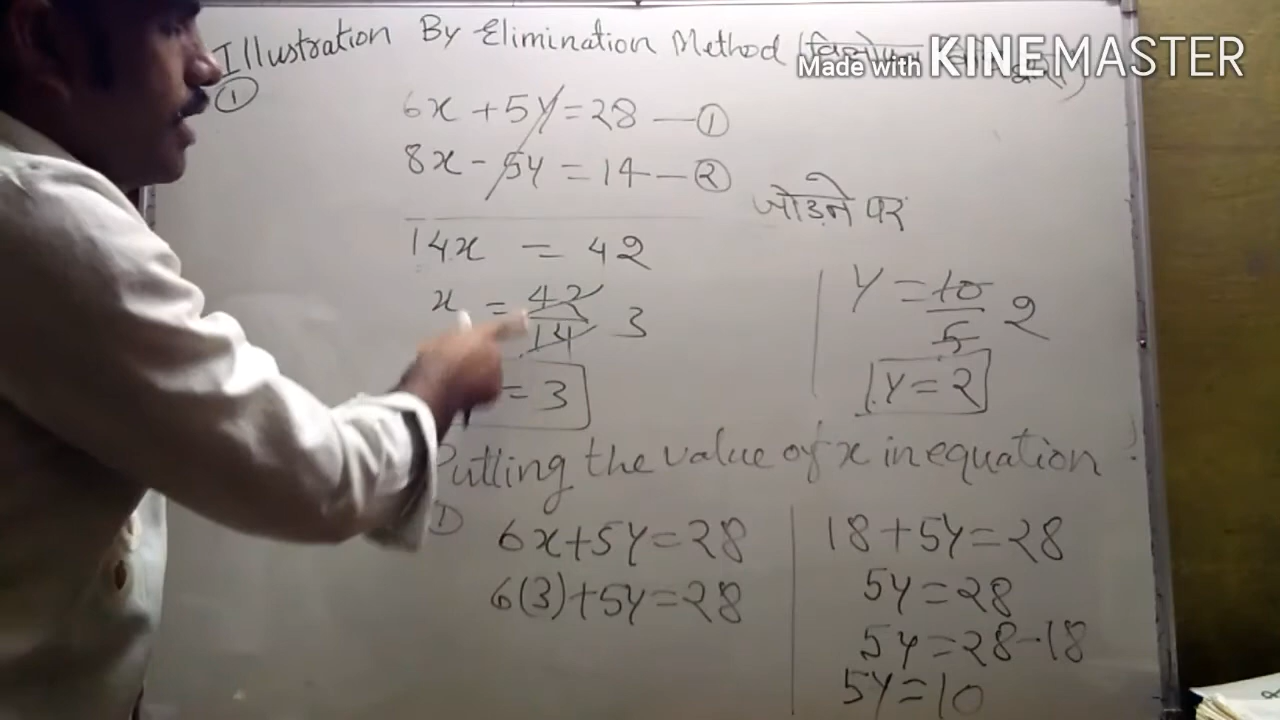 Illustration By Elimination Method
Made with KINEMASTER
①
6x + 5y = 28 — ①
8x - 5y = 14 — ②
जोडने पर
14x = 42
x = 42/14 3
= 3
y = 10/5 2
y = 2
Putting the value of x in equation
6x+5y=28
6(3)+5y=28
18+5y=28
5y=28
5y=28-18
5y=10